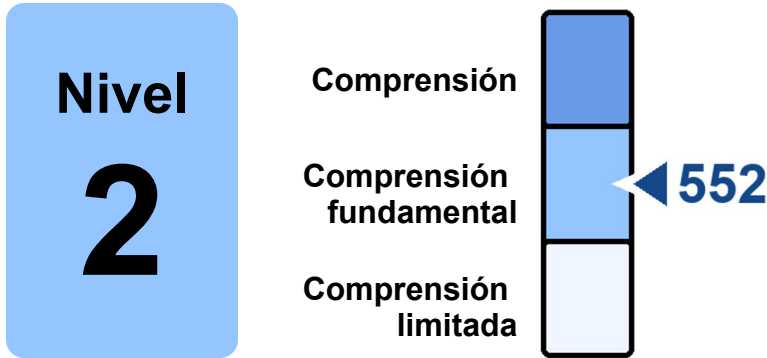 Nivel
2
Comprensión
Comprensión
fundamental
552
Comprensión
limitada